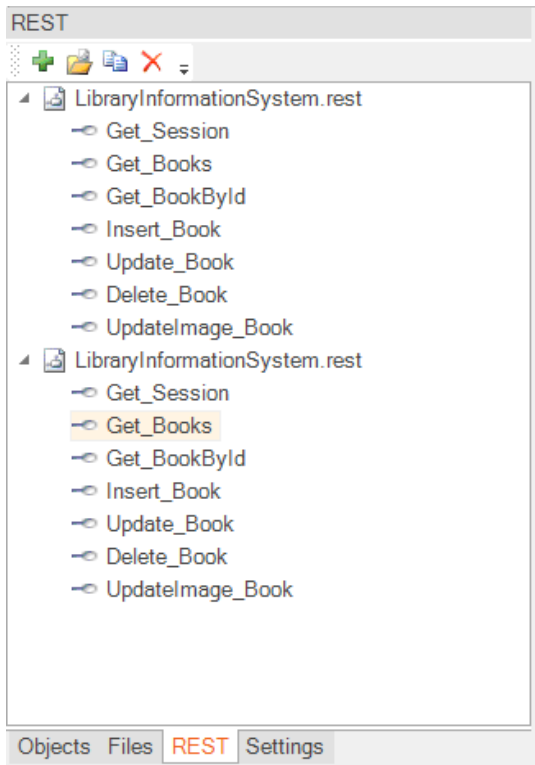 REST
LibraryInformationSystem.rest
Get_Session
Get_Books
Get_BookById
Insert_Book
Update_Book
Delete_Book
UpdateImage_Book
LibraryInformationSystem.rest
Get_Session
Get_Books
Get_BookById
Insert_Book
Update_Book
Delete_Book
UpdateImage_Book
Objects Files REST Settings